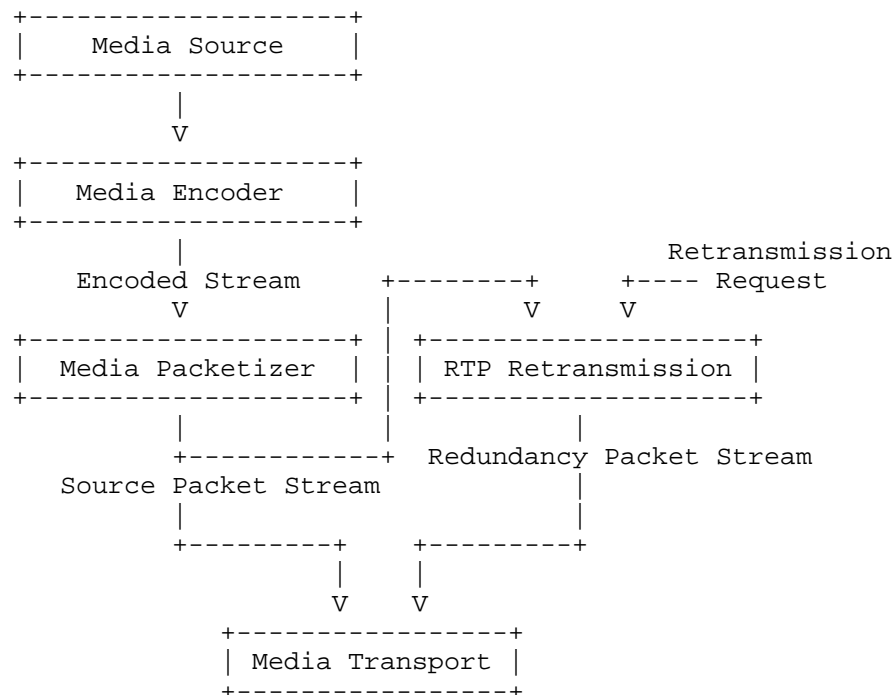 Media Source
Media Encoder
Retransmission
Encoded Stream
Request
Media Packetizer
RTP Retransmission
Redundancy Packet Stream
Source Packet Stream
Media Transport